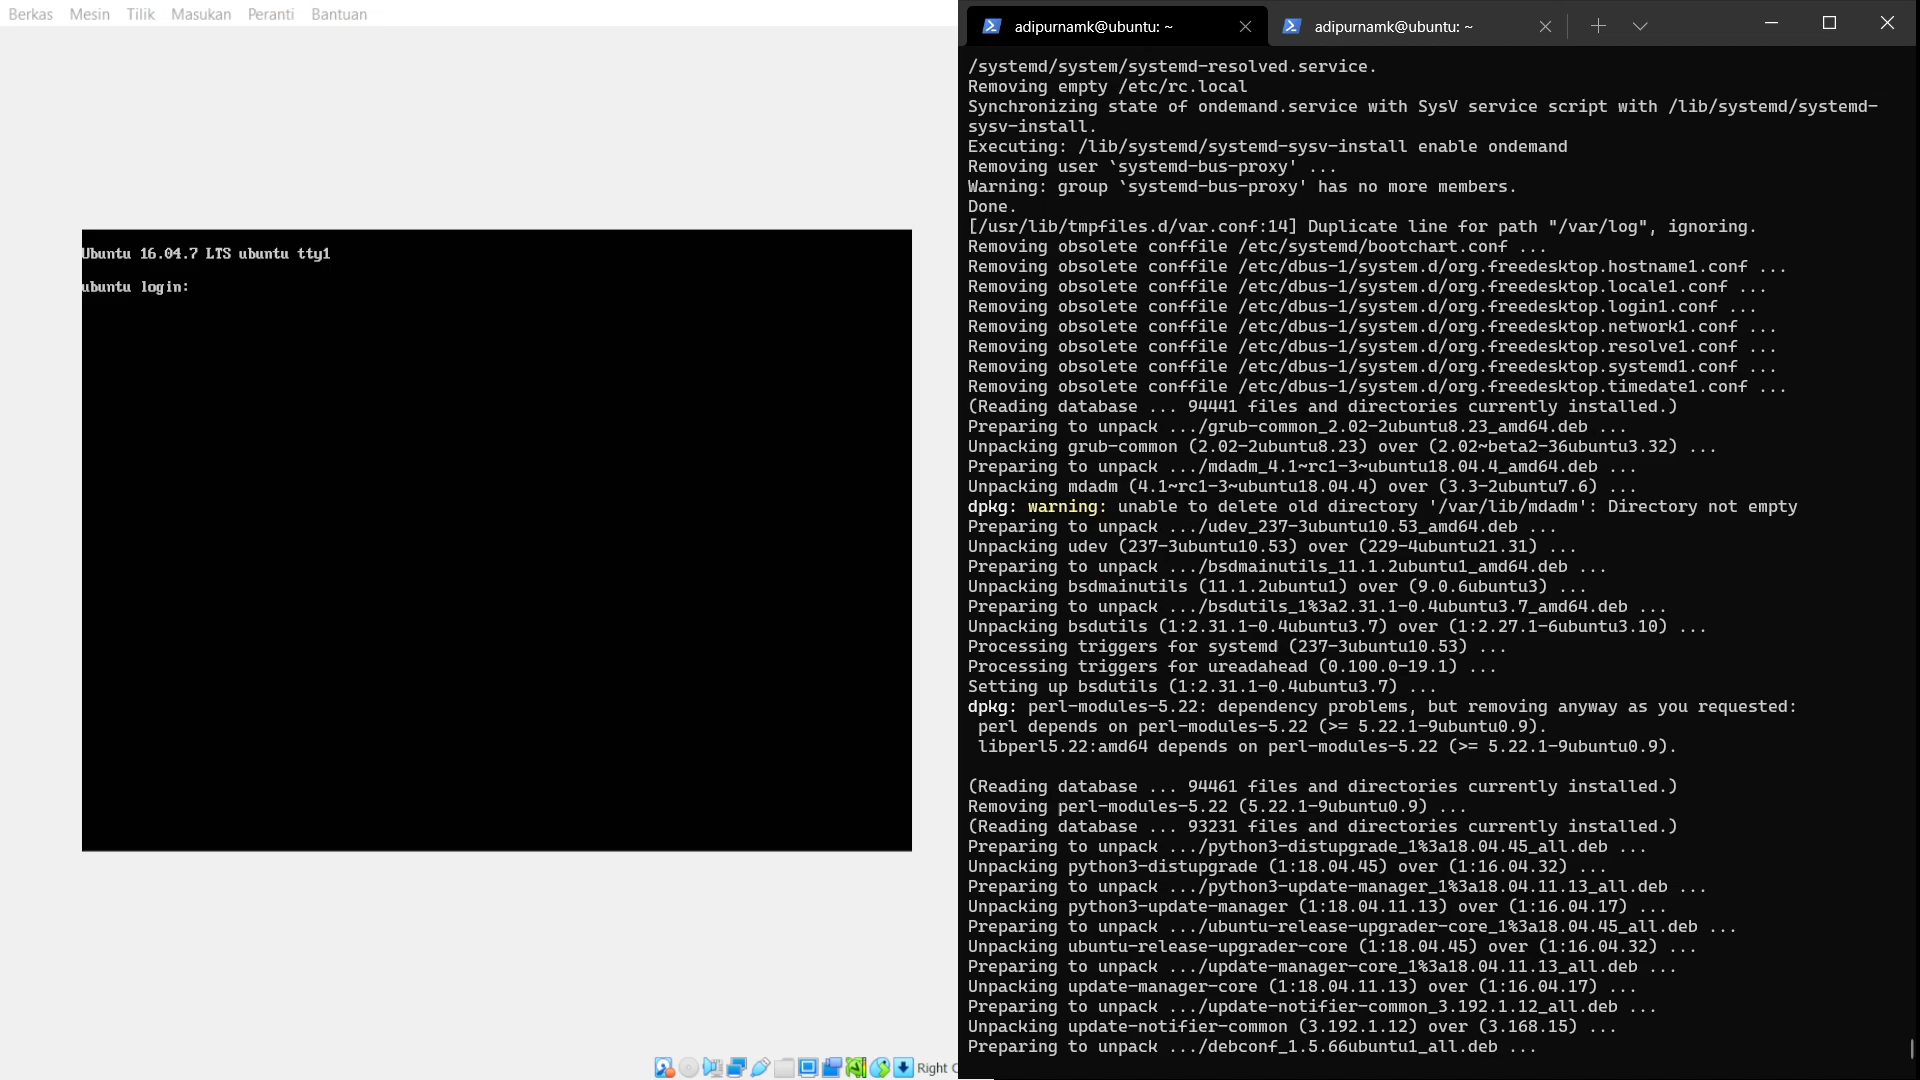 Berkas Mesin Tilik Masukan Peranti Bantuan
Ubuntu 16.04.7 LTS ubuntu tty1
ubuntu login:
Right C
adipurnamk@ubuntu: ~
adipurnamk@ubuntu: ~
/systemd/system/systemd-resolved.service.
Removing empty /etc/rc.local
Synchronizing state of ondemand.service with SysV service script with /lib/systemd/systemd-
sysv-install.
Executing: /lib/systemd/systemd-sysv-install enable ondemand
Removing user `systemd-bus-proxy' ...
Warning: group `systemd-bus-proxy' has no more members.
Done.
[/usr/lib/tmpfiles.d/var.conf:14] Duplicate line for path "/var/log", ignoring.
Removing obsolete conffile /etc/systemd/bootchart.conf ...
Removing obsolete conffile /etc/dbus-1/system.d/org.freedesktop.hostname1.conf ...
Removing obsolete conffile /etc/dbus-1/system.d/org.freedesktop.locale1.conf ...
Removing obsolete conffile /etc/dbus-1/system.d/org.freedesktop.login1.conf ...
Removing obsolete conffile /etc/dbus-1/system.d/org.freedesktop.network1.conf ...
Removing obsolete conffile /etc/dbus-1/system.d/org.freedesktop.resolve1.conf ...
Removing obsolete conffile /etc/dbus-1/system.d/org.freedesktop.systemd1.conf ...
Removing obsolete conffile /etc/dbus-1/system.d/org.freedesktop.timedate1.conf ...
(Reading database ... 94441 files and directories currently installed.)
Preparing to unpack .../grub-common_2.02-2ubuntu8.23_amd64.deb ...
Unpacking grub-common (2.02-2ubuntu8.23) over (2.02~beta2-36ubuntu3.32) ...
Preparing to unpack .../mdadm_4.1~rc1-3~ubuntu18.04.4_amd64.deb ...
Unpacking mdadm (4.1~rc1-3~ubuntu18.04.4) over (3.3-2ubuntu7.6) ...
dpkg: warning: unable to delete old directory '/var/lib/mdadm': Directory not empty
Preparing to unpack .../udev_237-3ubuntu10.53_amd64.deb ...
Unpacking udev (237-3ubuntu10.53) over (229-4ubuntu21.31) ...
Preparing to unpack .../bsdmainutils_11.1.2ubuntu1_amd64.deb ...
Unpacking bsdmainutils (11.1.2ubuntu1) over (9.0.6ubuntu3) ...
Preparing to unpack .../bsdutils_1%3a2.31.1-0.4ubuntu3.7_amd64.deb ...
Unpacking bsdutils (1:2.31.1-0.4ubuntu3.7) over (1:2.27.1-6ubuntu3.10) ...
Processing triggers for systemd (237-3ubuntu10.53) ...
Processing triggers for ureadahead (0.100.0-19.1) ...
Setting up bsdutils (1:2.31.1-0.4ubuntu3.7) ...
dpkg: perl-modules-5.22: dependency problems, but removing anyway as you requested:
perl depends on perl-modules-5.22 (>= 5.22.1-9ubuntu0.9).
libperl5.22:amd64 depends on perl-modules-5.22 (>= 5.22.1-9ubuntu0.9).
(Reading database ... 94461 files and directories currently installed.)
Removing perl-modules-5.22 (5.22.1-9ubuntu0.9) ...
(Reading database ... 93231 files and directories currently installed.)
Preparing to unpack .../python3-distupgrade_1%3a18.04.45_all.deb ...
Unpacking python3-distupgrade (1:18.04.45) over (1:16.04.32) ...
Preparing to unpack .../python3-update-manager_1%3a18.04.11.13_all.deb ...
Unpacking python3-update-manager (1:18.04.11.13) over (1:16.04.17) ...
Preparing to unpack .../ubuntu-release-upgrader-core_1%3a18.04.45_all.deb ...
Unpacking ubuntu-release-upgrader-core (1:18.04.45) over (1:16.04.32) ...
Preparing to unpack .../update-manager-core_1%3a18.04.11.13_all.deb ...
Unpacking update-manager-core (1:18.04.11.13) over (1:16.04.17) ...
Preparing to unpack .../update-notifier-common_3.192.1.12_all.deb ...
Unpacking update-notifier-common (3.192.1.12) over (3.168.15) ...
Preparing to unpack .../debconf_1.5.66ubuntu1_all.deb ...